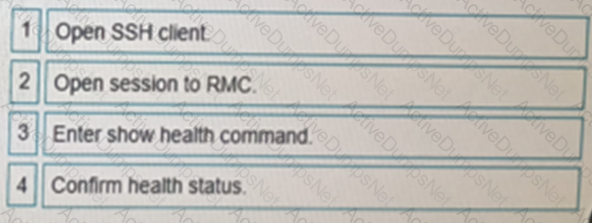 1 Open SSH client.
2 Open session to RMC.
3 Enter show health command.
4 Confirm health status.